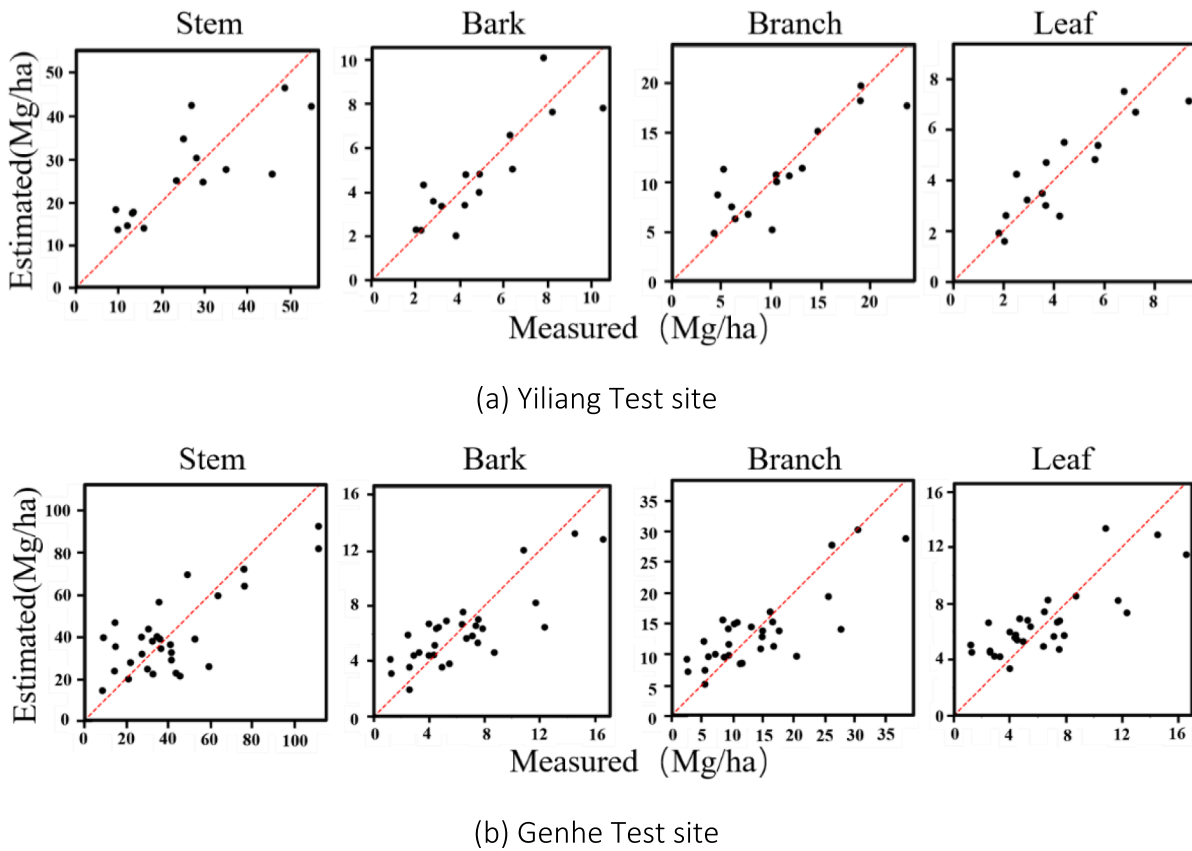 Stem Bark Branch Leaf
Estimated(Mg/ha)
50 40 30 20 10 0
0 10 20 30 40 50
10 8 6 4 2 0
0 2 4 6 8 10
20 15 10 5 0
0 5 10 15 20
8 6 4 2 0
0 2 4 6 8
Measured (Mg/ha)
(a) Yiliang Test site
Stem Bark Branch Leaf
Estimated(Mg/ha)
100 80 60 40 20 0
0 20 40 60 80 100
16 12 8 4 0
0 4 8 12 16
35 30 25 20 15 10 5 0
0 5 10 15 20 25 30 35
16 12 8 4 0
0 4 8 12 16
Measured (Mg/ha)
(b) Genhe Test site